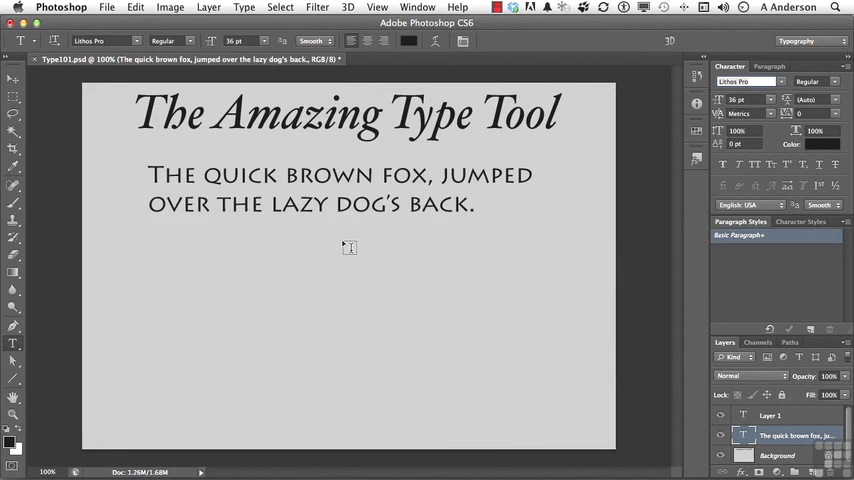 Photoshop File Edit Image Layer Type Select Filter 3D View Window Help A Anderson
Adobe Photoshop CS6
T Lithos Pro Regular 36 pt Smooth 3D Typography
× Type101.psd @ 100% (The quick brown fox, jumped over the lazy dog's back., RGB/8) *
The Amazing Type Tool
The quick brown fox, jumped
over the lazy dog's back.
Character Paragraph
Lithos Pro Regular
36 pt (Auto)
Metrics 0
100% 100%
0 pt Color:
English: USA Smooth
Paragraph Styles Character Styles
Basic Paragraph+
Layers Channels Paths
Kind
Normal Opacity: 100%
Lock: Fill: 100%
T Layer 1
T The quick brown fox, ju...
Background
100% Doc: 1.26M/1.68M